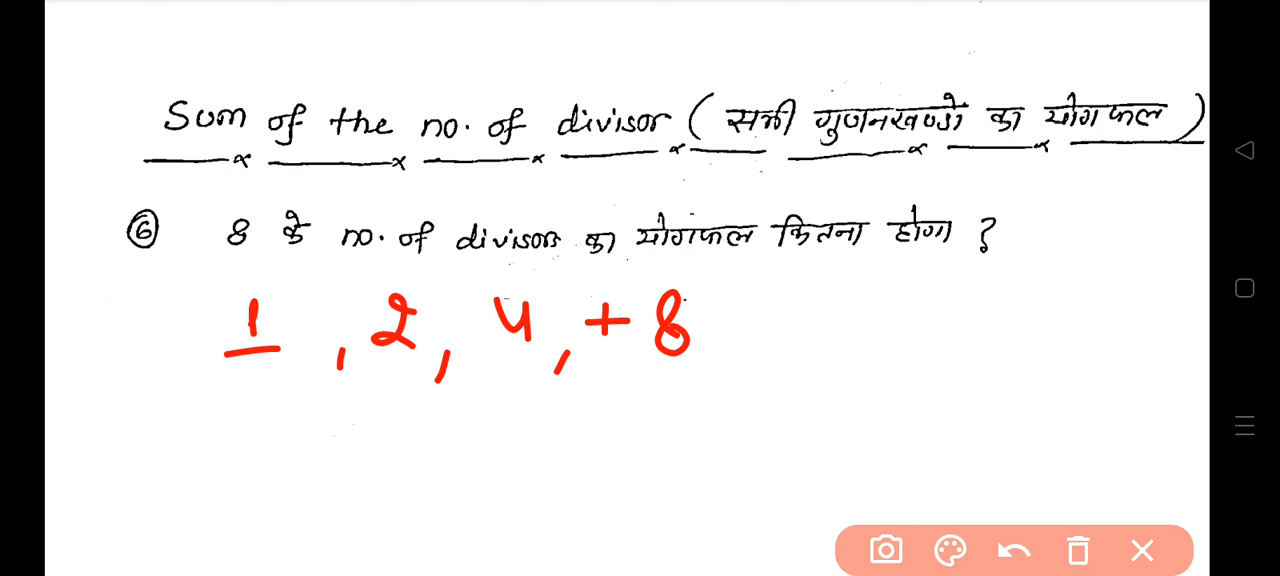 Sum of the no. of divisor ( सभी गुणनखण्डो का योगफल )
⑥ 8 के no. of divisor का योगफल कितना होगा ?
1 , 2 , 4 , + 8